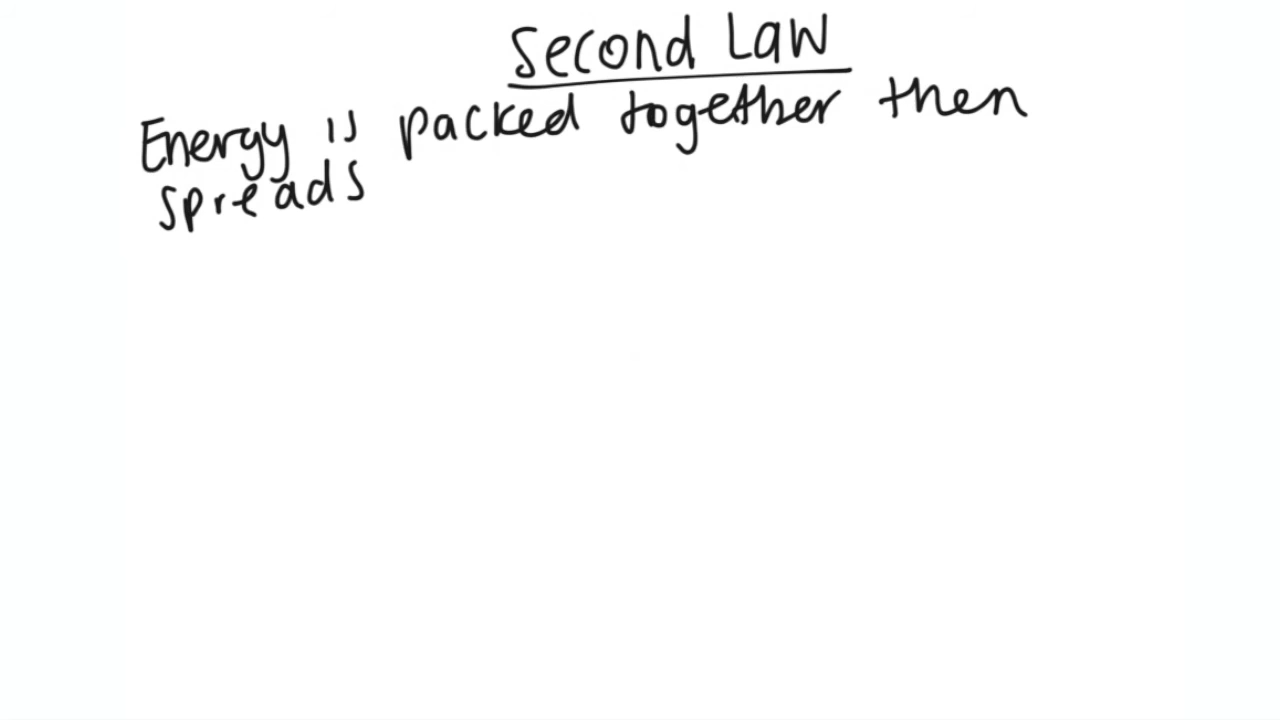 Second Law
Energy is packed together then
spreads